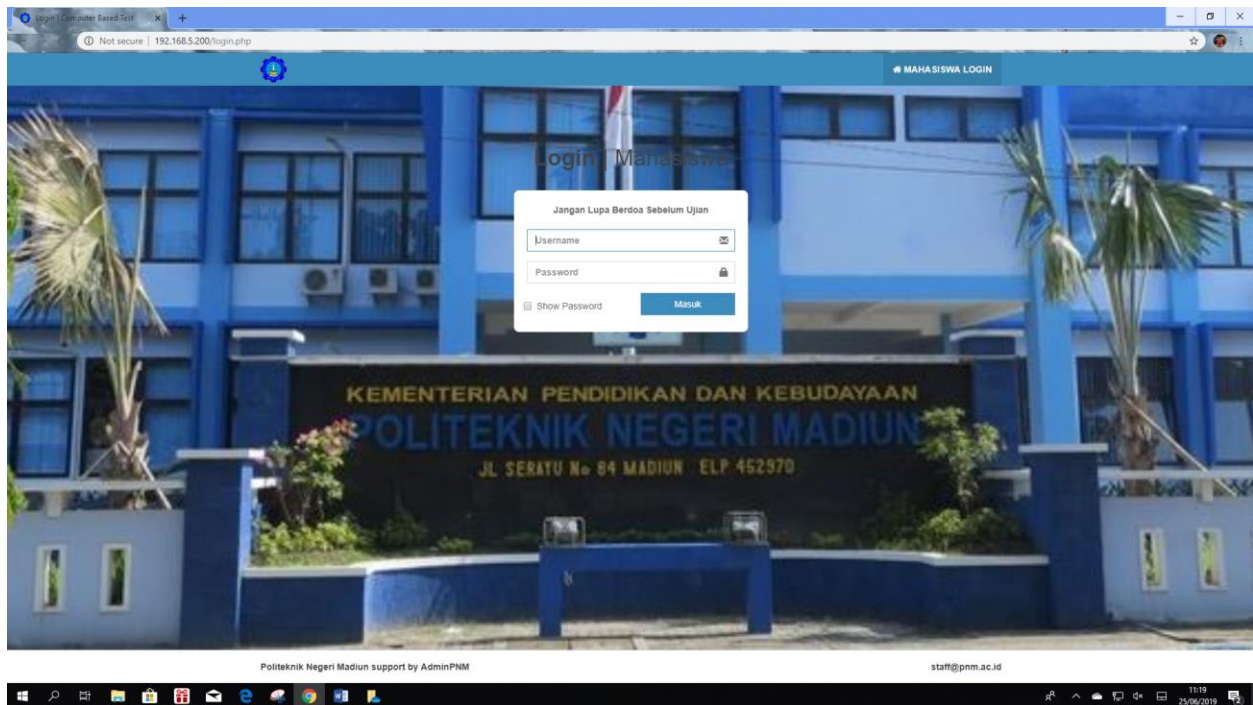 Login | Computer Based Test
Not secure | 192.168.5.200/login.php
MAHASISWA LOGIN
Login | Mahasiswa
Jangan Lupa Berdoa Sebelum Ujian
Username
Password
Show Password
Masuk
KEMENTERIAN PENDIDIKAN DAN KEBUDAYAAN
POLITEKNIK NEGERI MADIUN
JL SERAYU No 84 MADIUN ELP 452970
Politeknik Negeri Madiun support by AdminPNM
staff@pnm.ac.id
11:19
25/06/2019